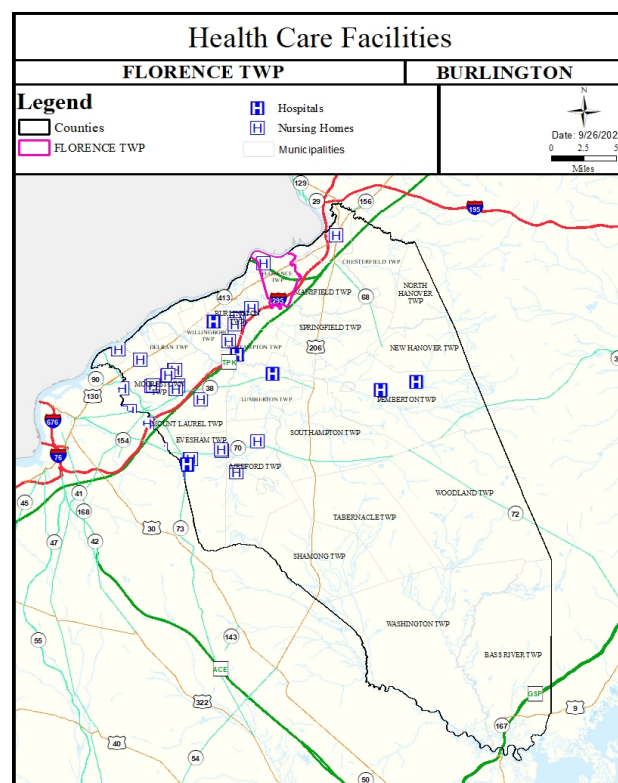 Health Care Facilities
FLORENCE TWP
BURLINGTON
Legend
Counties
FLORENCE TWP
Hospitals
Nursing Homes
Municipalities
N
Date: 9/26/202
0 2.5 5
Miles
129
29
156
195
CHESTERFIELD TWP
FLORENCE
TWP
NORTH
HANOVER
TWP
MANSFIELD TWP
295
68
413
WILLINGBORO
TWP
SPRINGFIELD TWP
206
DELRAN TWP
NEW HANOVER TWP
TPK
90
130
38
LUMBERTON TWP
PEMBERTON TWP
676
76
154
MOUNT LAUREL TWP
EVESHAM TWP
70
SOUTHAMPTON TWP
MEDFORD TWP
WOODLAND TWP
45
41
168
30
73
72
TABERNACLE TWP
47
42
SHAMONG TWP
WASHINGTON TWP
55
143
BASS RIVER TWP
ACE
322
GSP
9
167
40
54
50